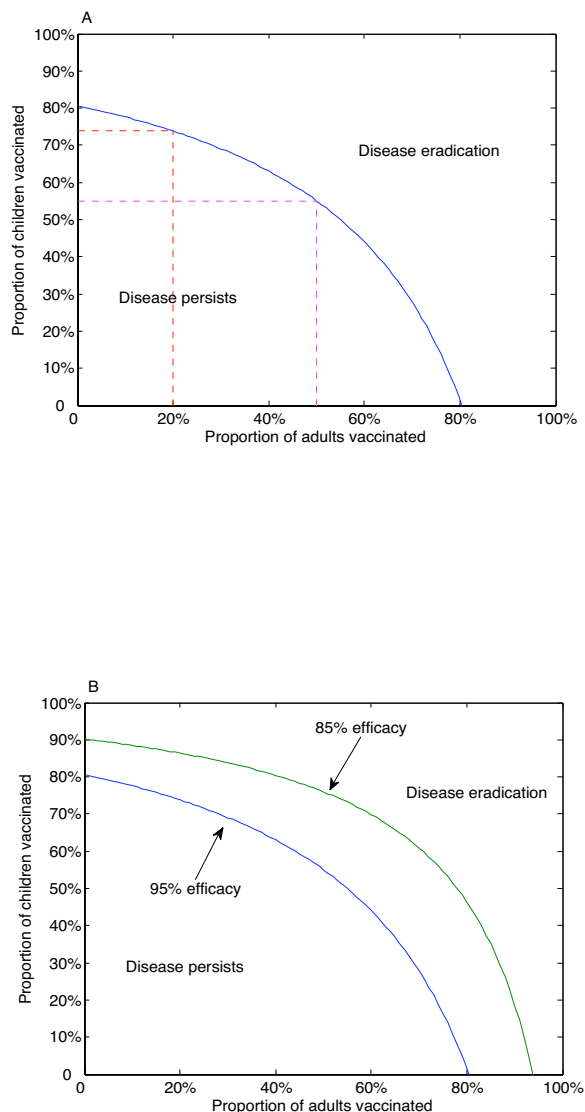 A
100%
90%
80%
70%
60%
50%
40%
30%
20%
10%
0
Proportion of children vaccinated
Disease eradication
Disease persists
0 20% 40% 60% 80% 100%
Proportion of adults vaccinated
B
100%
90%
80%
70%
60%
50%
40%
30%
20%
10%
0
Proportion of children vaccinated
85% efficacy
Disease eradication
95% efficacy
Disease persists
20% 40% 60% 80% 100%
Proportion of adults vaccinated